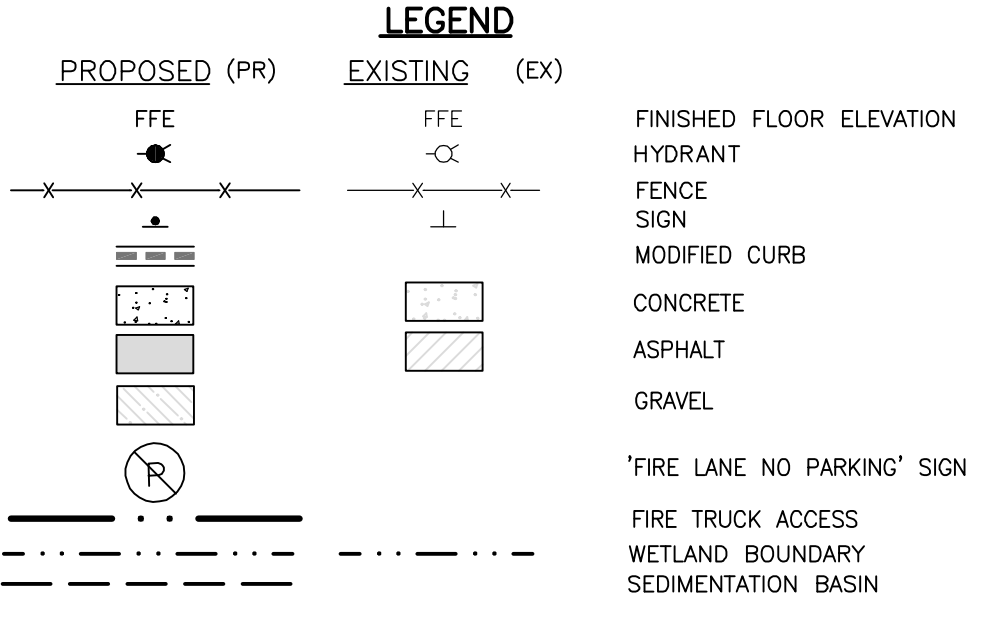 LEGEND
PROPOSED (PR) EXISTING (EX)
FFE FFE FINISHED FLOOR ELEVATION
HYDRANT
X X X X X FENCE
SIGN
MODIFIED CURB
CONCRETE
ASPHALT
GRAVEL
P 'FIRE LANE NO PARKING' SIGN
FIRE TRUCK ACCESS
WETLAND BOUNDARY
SEDIMENTATION BASIN